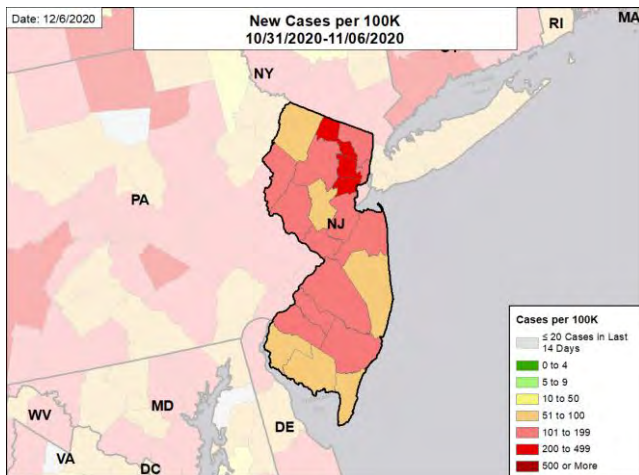 Date: 12/6/2020
New Cases per 100K
10/31/2020-11/06/2020
RI
MA
NY
PA
NJ
WV
MD
DE
VA
DC
Cases per 100K
≤ 20 Cases in Last
14 Days
0 to 4
5 to 9
10 to 50
51 to 100
101 to 199
200 to 499
500 or More